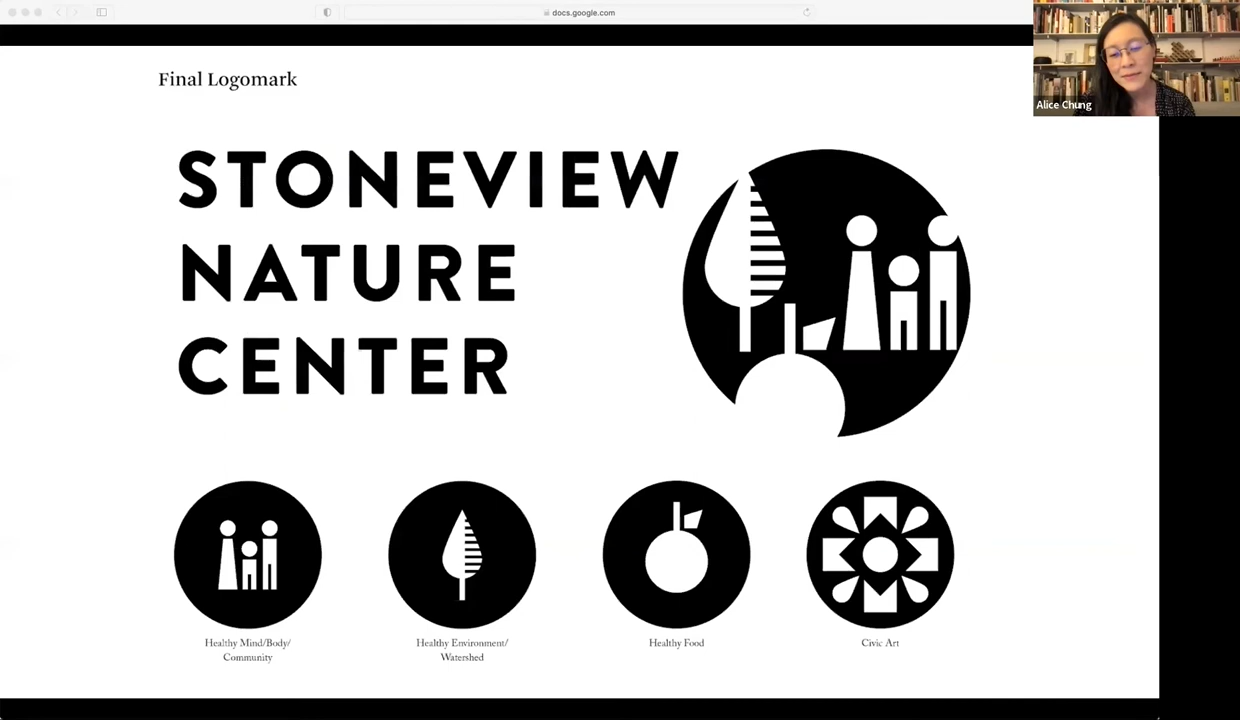 docs.google.com
Final Logomark
Alice Chung
STONEVIEW
NATURE
CENTER
Healthy Mind/Body/
Community
Healthy Environment/
Watershed
Healthy Food
Civic Art